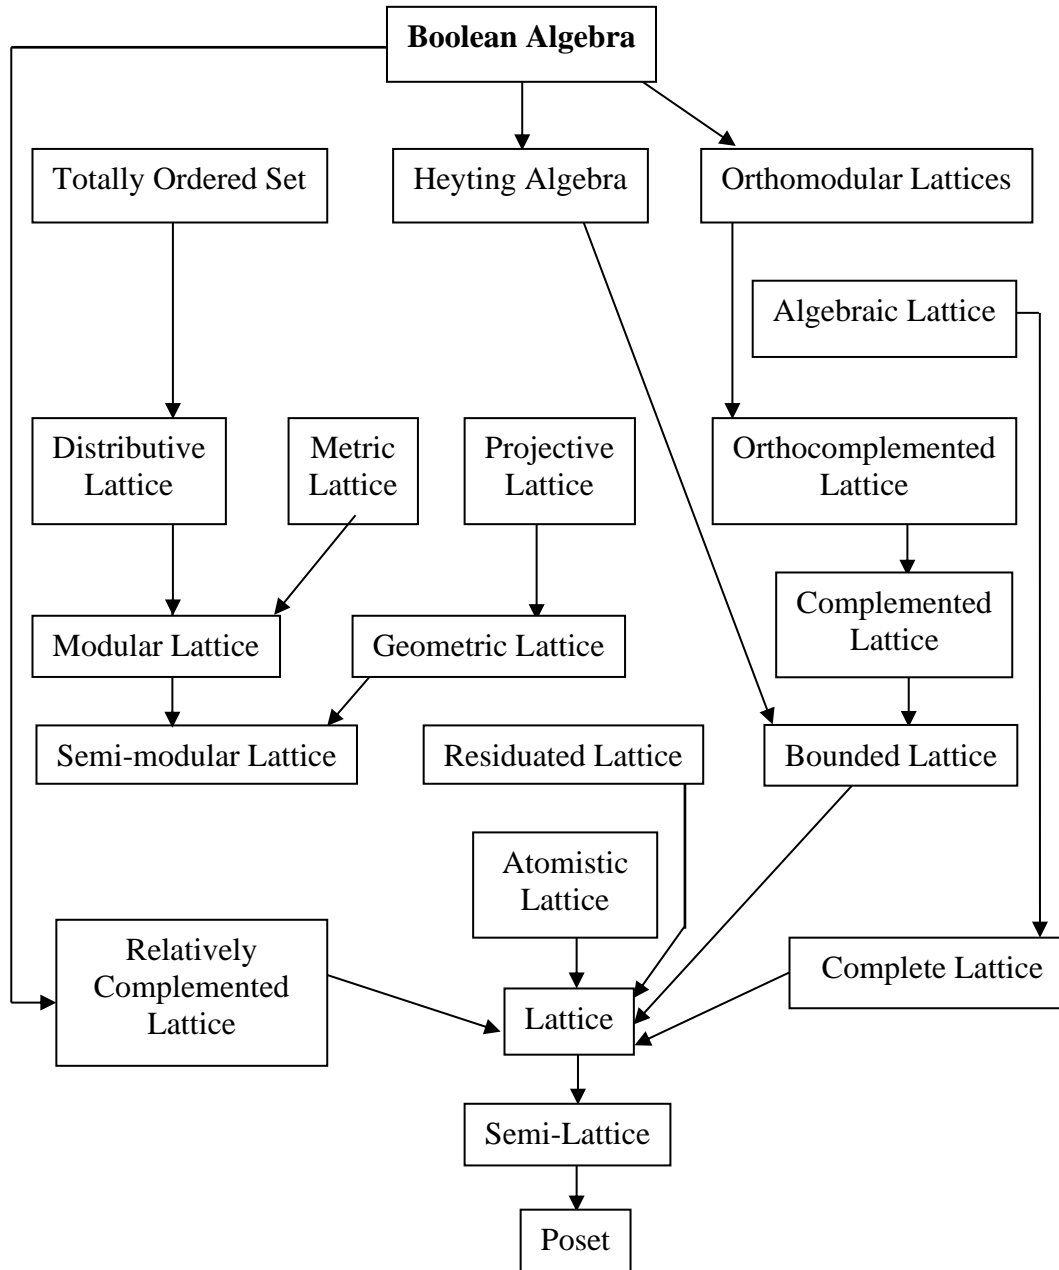 Boolean Algebra
Totally Ordered Set
Heyting Algebra
Orthomodular Lattices
Algebraic Lattice
Distributive
Lattice
Metric
Lattice
Projective
Lattice
Orthocomplemented
Lattice
Complemented
Lattice
Modular Lattice
Geometric Lattice
Semi-modular Lattice
Residuated Lattice
Bounded Lattice
Atomistic
Lattice
Relatively
Complemented
Lattice
Complete Lattice
Lattice
Semi-Lattice
Poset